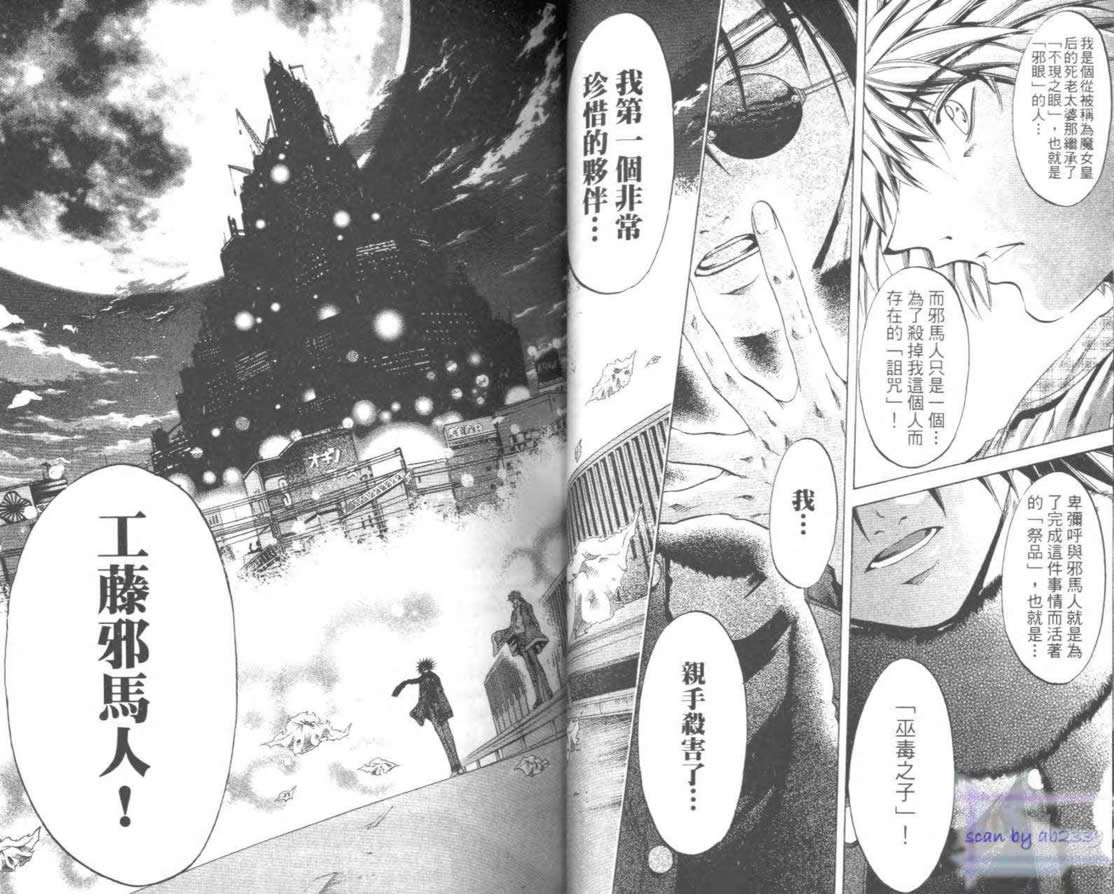 我是個從被稱為魔女皇
后的死老太婆那繼承了
「不現之眼」，也就是
「邪眼」的人…
而邪馬人只是一個…
為了殺掉我這個人而
存在的「詛咒」！
卑彌呼與邪馬人就是為
了完成這件事情而活著
的「祭品」，也就是…
「巫毒之子」！
我…
親手殺害了…
我第一個非常
珍惜的夥伴…
オギノ
工藤邪馬人！
scan by ab233